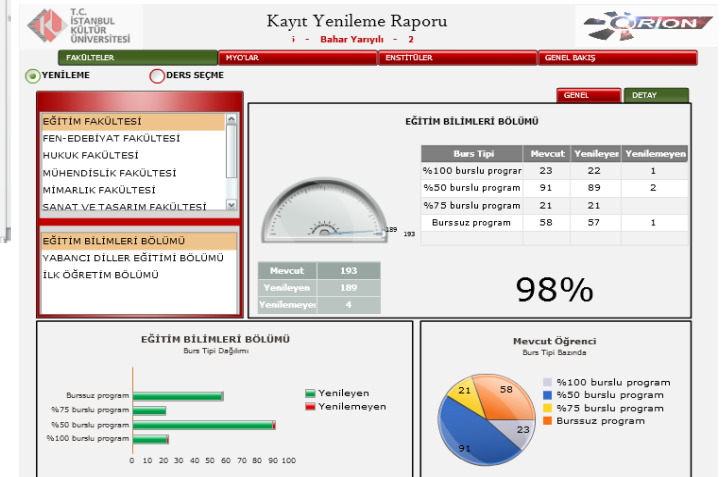 T.C.
İSTANBUL
KÜLTÜR
ÜNİVERSİTESİ
Kayıt Yenileme Raporu
i - Bahar Yarıyılı - 2
ORION
FAKÜLTELER MYO'LAR ENSTİTÜLER GENEL BAKIŞ
YENİLEME DERS SEÇME
GENEL DETAY
EĞİTİM FAKÜLTESİ
FEN-EDEBİYAT FAKÜLTESİ
HUKUK FAKÜLTESİ
MÜHENDİSLİK FAKÜLTESİ
MİMARLIK FAKÜLTESİ
SANAT VE TASARIM FAKÜLTESİ
EĞİTİM BİLİMLERİ BÖLÜMÜ
YABANCI DİLLER EĞİTİMİ BÖLÜMÜ
İLK ÖĞRETİM BÖLÜMÜ
EĞİTİM BİLİMLERİ BÖLÜMÜ
189 193
Mevcut 193
Yenileyen 189
Yenilemeyei 4
Burs Tipi Mevcut Yenileyer Yenilemeyen
%100 burslu prograr 23 22 1
%50 burslu program 91 89 2
%75 burslu program 21 21
Burssuz program 58 57 1
98%
EĞİTİM BİLİMLERİ BÖLÜMÜ
Burs Tipi Dağılımı
Burssuz program
%75 burslu program
%50 burslu program
%100 burslu program
0 10 20 30 40 50 60 70 80 90 100
Yenileyen
Yenilemeyen
Mevcut Öğrenci
Burs Tipi Bazında
21 58
23
91
%100 burslu program
%50 burslu program
%75 burslu program
Burssuz program